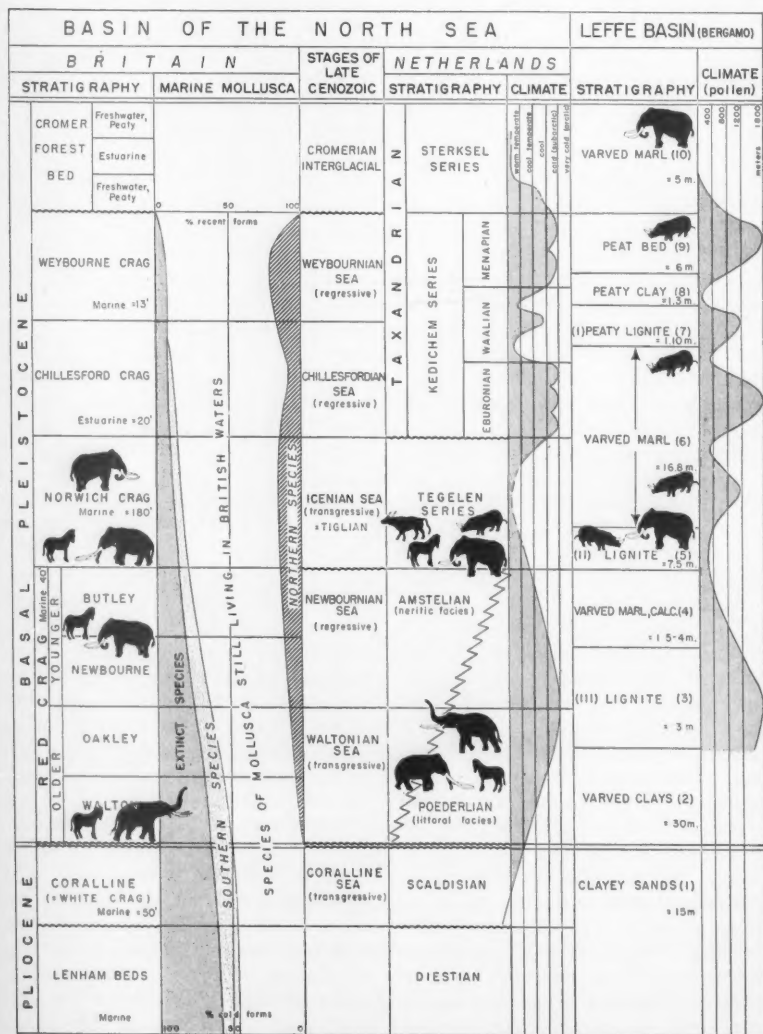 BASIN OF THE NORTH SEA
LEFFE BASIN (BERGAMO)
BRITAIN
STAGES OF
LATE
CENOZOIC
NETHERLANDS
STRATIGRAPHY
MARINE MOLLUSCA
STRATIGRAPHY
CLIMATE
STRATIGRAPHY
CLIMATE
(pollen)
CROMER
FOREST
BED
Freshwater,
Peaty
Estuarine
Freshwater,
Peaty
0 50 100
% recent forms
CROMERIAN
INTERGLACIAL
TAXANDRIAN
STERKSEL
SERIES
warm temperate
cool temperate
cool
cold (subarctic)
very cold (arctic)
VARVED MARL (10)
= 5 m.
400
800
1200
1800
meters
PLEISTOCENE
BASAL
WEYBOURNE CRAG
Marine = 13'
WEYBOURNIAN
SEA
(regressive)
KEDICHEM SERIES
MENAPIAN
WAALIAN
EBURONIAN
PEAT BED (9)
= 6 m
PEATY CLAY (8)
= 1.3 m.
(I) PEATY LIGNITE (7)
= 1.10 m.
CHILLESFORD CRAG
Estuarine = 20'
CHILLESFORDIAN
SEA
(regressive)
VARVED MARL (6)
= 16.8 m.
NORWICH CRAG
Marine = 180'
ICENIAN SEA
(transgressive)
= TIGLIAN
TEGELEN
SERIES
(II) LIGNITE (5)
= 7.5 m.
RED CRAG
Marine 40'
YOUNGER
BUTLEY
NEWBOURNE
NEWBOURNIAN
SEA
(regressive)
AMSTELIAN
(neritic facies)
VARVED MARL, CALC. (4)
= 1 5-4 m.
OLDER
OAKLEY
WALTON
WALTONIAN
SEA
(transgressive)
POEDERLIAN
(littoral facies)
(III) LIGNITE (3)
= 3 m
VARVED CLAYS (2)
= 30 m.
EXTINCT SPECIES
SOUTHERN SPECIES
SPECIES OF MOLLUSCA STILL LIVING IN BRITISH WATERS
NORTHERN SPECIES
PLIOCENE
CORALLINE
(= WHITE CRAG)
Marine = 50'
CORALLINE
SEA
(transgressive)
SCALDISIAN
CLAYEY SANDS (1)
= 15 m
LENHAM BEDS
Marine
DIESTIAN
% cold forms
100 50 0